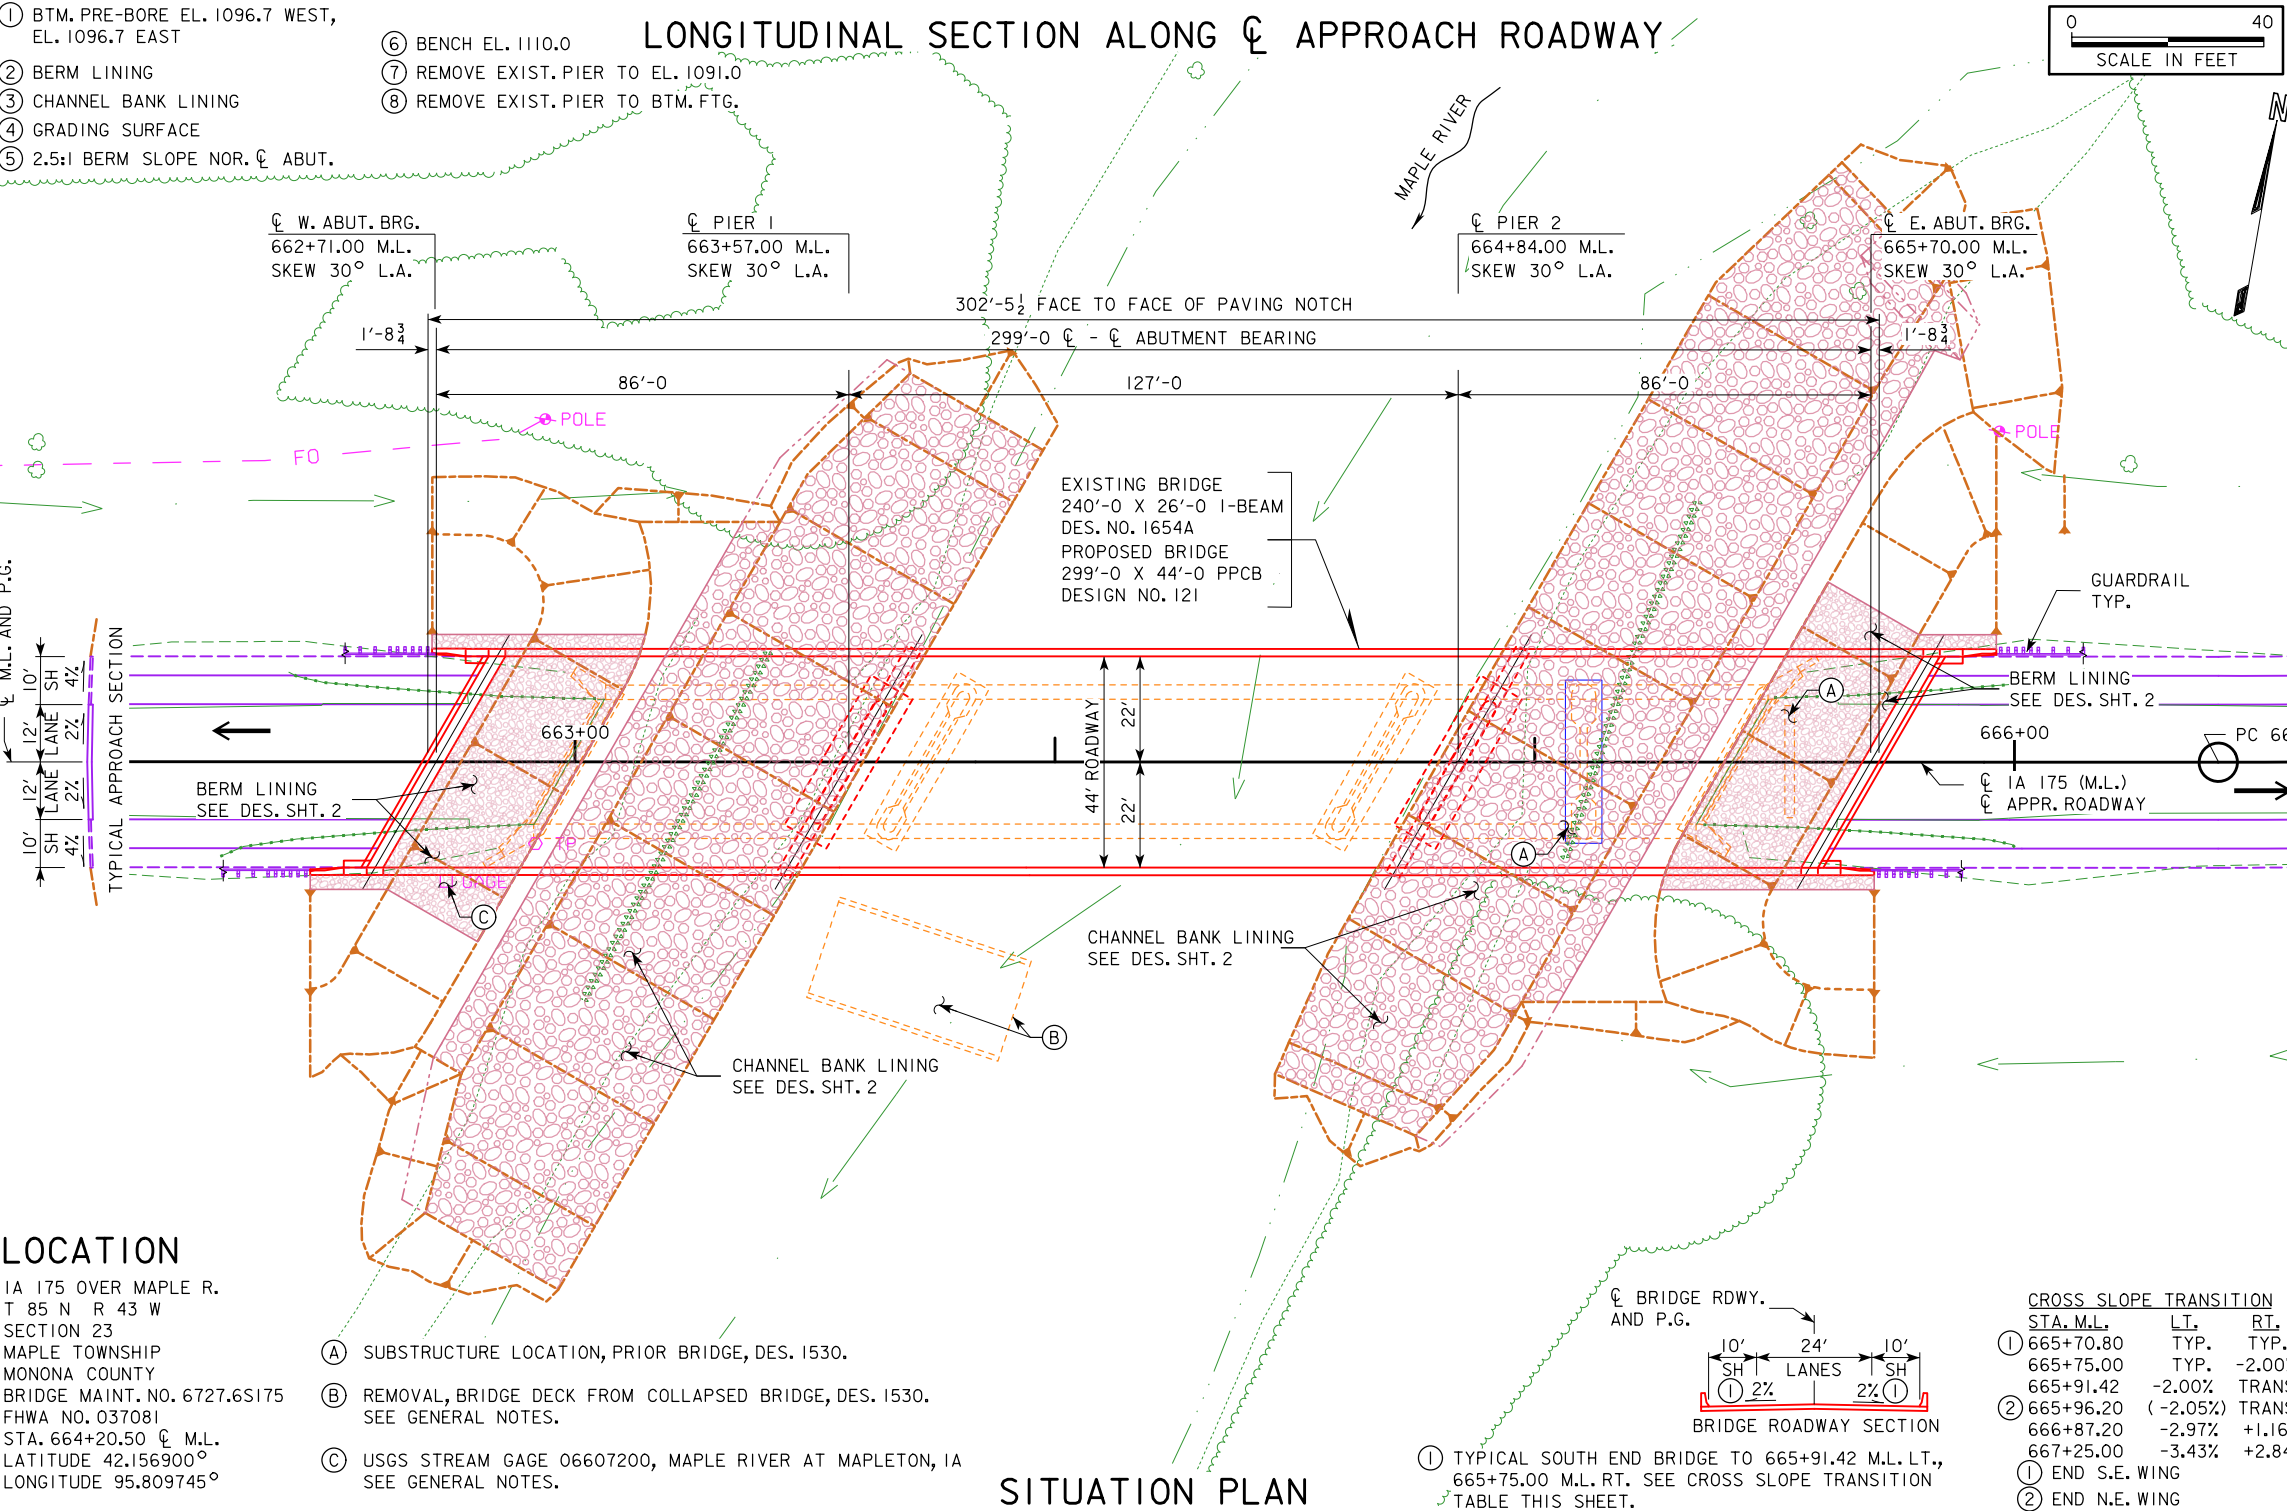 ① BTM. PRE-BORE EL. 1096.7 WEST,
EL. 1096.7 EAST
② BERM LINING
③ CHANNEL BANK LINING
④ GRADING SURFACE
⑤ 2.5:1 BERM SLOPE NOR. ℄ ABUT.
⑥ BENCH EL. 1110.0
⑦ REMOVE EXIST. PIER TO EL. 1091.0
⑧ REMOVE EXIST. PIER TO BTM. FTG.
LONGITUDINAL SECTION ALONG ℄ APPROACH ROADWAY
0 40
SCALE IN FEET
N
MAPLE RIVER
℄ W. ABUT. BRG.
662+71.00 M.L.
SKEW 30° L.A.
℄ PIER 1
663+57.00 M.L.
SKEW 30° L.A.
℄ PIER 2
664+84.00 M.L.
SKEW 30° L.A.
℄ E. ABUT. BRG.
665+70.00 M.L.
SKEW 30° L.A.
302'-5½ FACE TO FACE OF PAVING NOTCH
1'-8¾
299'-0 ℄ - ℄ ABUTMENT BEARING
1'-8¾
86'-0
127'-0
86'-0
POLE
FO
POLE
EXISTING BRIDGE
240'-0 X 26'-0 I-BEAM
DES. NO. 1654A
PROPOSED BRIDGE
299'-0 X 44'-0 PPCB
DESIGN NO. 121
GUARDRAIL
TYP.
℄ M.L. AND P.G.
10'
SH
4%
12'
LANE
2%
12'
LANE
2%
10'
SH
4%
TYPICAL APPROACH SECTION
663+00
44' ROADWAY
22'
22'
A
BERM LINING
SEE DES. SHT. 2
666+00
PC 66
℄ IA 175 (M.L.)
℄ APPR. ROADWAY
BERM LINING
SEE DES. SHT. 2
TP
GAGE
C
A
CHANNEL BANK LINING
SEE DES. SHT. 2
B
CHANNEL BANK LINING
SEE DES. SHT. 2
LOCATION
IA 175 OVER MAPLE R.
T 85 N R 43 W
SECTION 23
MAPLE TOWNSHIP
MONONA COUNTY
BRIDGE MAINT. NO. 6727.6S175
FHWA NO. 037081
STA. 664+20.50 ℄ M.L.
LATITUDE 42.156900°
LONGITUDE 95.809745°
Ⓐ SUBSTRUCTURE LOCATION, PRIOR BRIDGE, DES. 1530.
Ⓑ REMOVAL, BRIDGE DECK FROM COLLAPSED BRIDGE, DES. 1530.
SEE GENERAL NOTES.
Ⓒ USGS STREAM GAGE 06607200, MAPLE RIVER AT MAPLETON, IA
SEE GENERAL NOTES.
SITUATION PLAN
℄ BRIDGE RDWY.
AND P.G.
10' 24' 10'
SH LANES SH
① 2% 2% ①
BRIDGE ROADWAY SECTION
① TYPICAL SOUTH END BRIDGE TO 665+91.42 M.L. LT.,
665+75.00 M.L. RT. SEE CROSS SLOPE TRANSITION
TABLE THIS SHEET.
CROSS SLOPE TRANSITION
STA. M.L. LT. RT.
① 665+70.80 TYP. TYP.
665+75.00 TYP. -2.00
665+91.42 -2.00% TRANS
② 665+96.20 (-2.05%) TRANS
666+87.20 -2.97% +1.16
667+25.00 -3.43% +2.84
① END S.E. WING
② END N.E. WING